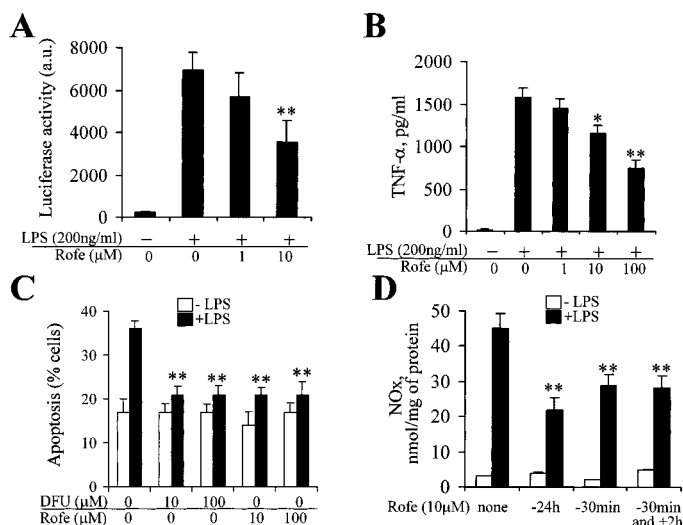 A
Luciferase activity (a.u.)
8000
6000
4000
2000
0
**
LPS (200ng/ml) − + + +
Rofe (μM) 0 0 1 10
B
TNF-α, pg/ml
2000
1500
1000
500
0
*
**
LPS (200ng/ml) − + + + +
Rofe (μM) 0 0 1 10 100
C
- LPS
+LPS
Apoptosis (% cells)
40
30
20
10
0
** ** ** **
DFU (μM) 0 10 100 0 0
Rofe (μM) 0 0 0 10 100
D
- LPS
+LPS
NOx,
nmol/mg of protein
50
40
30
20
10
0
** ** **
Rofe (10μM) none -24h -30min -30min
and +2h